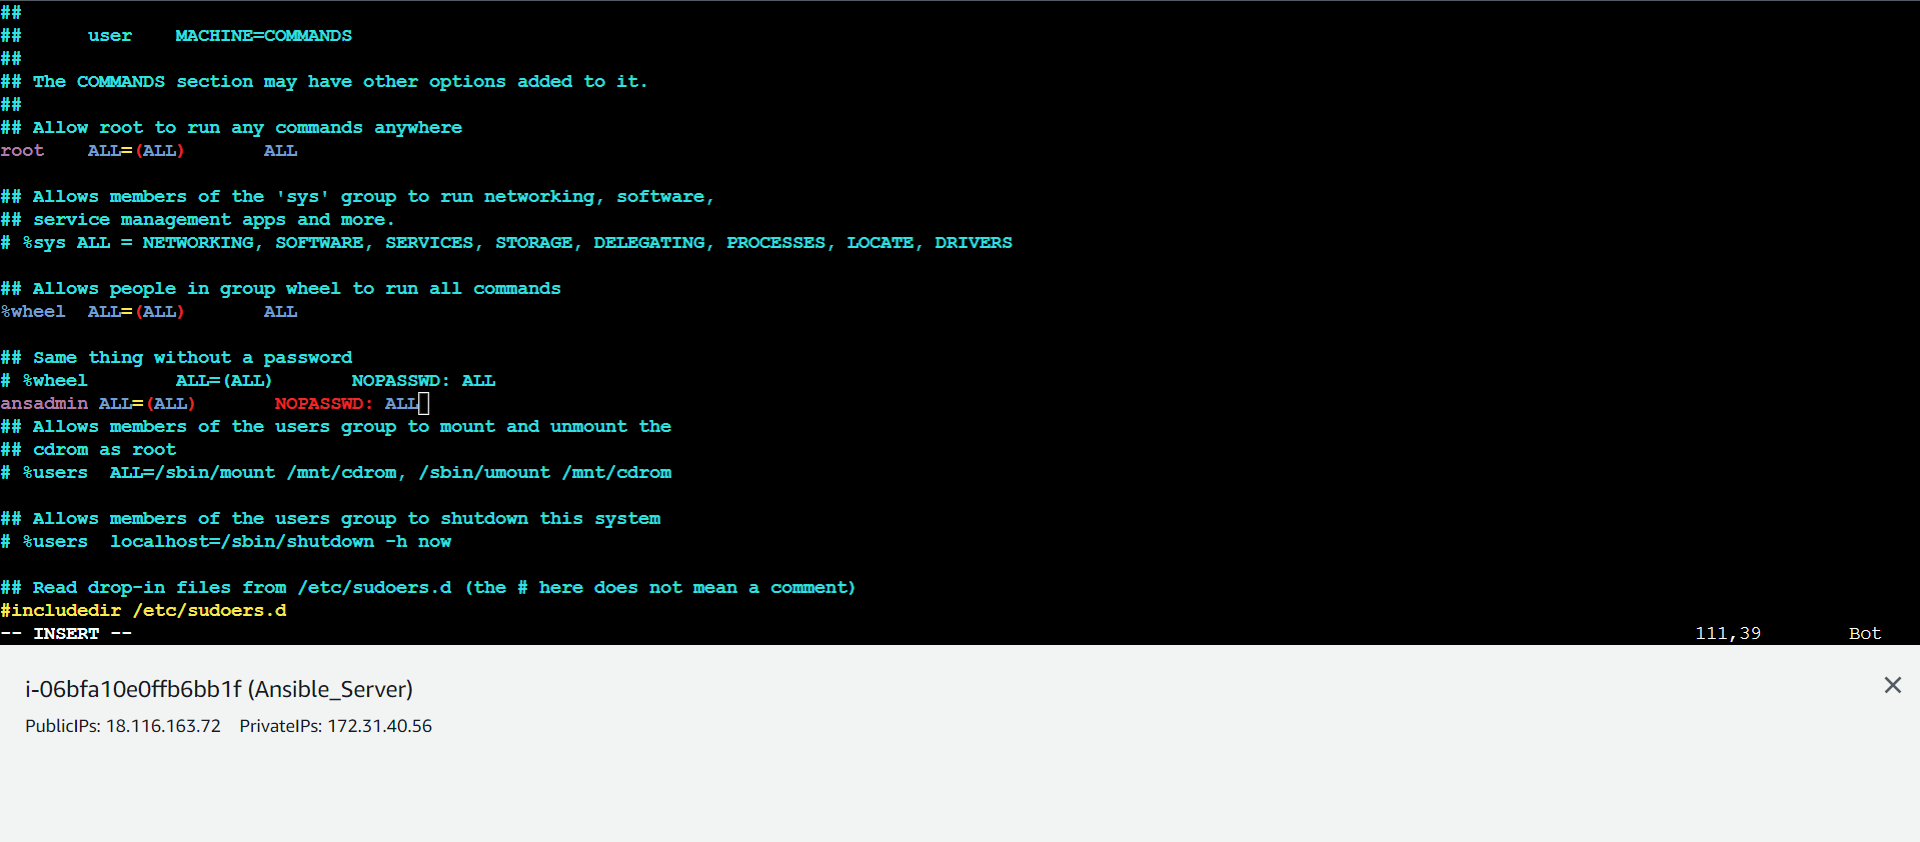 ##
##      user    MACHINE=COMMANDS
##
## The COMMANDS section may have other options added to it.
##
## Allow root to run any commands anywhere
root    ALL=(ALL)       ALL
## Allows members of the 'sys' group to run networking, software,
## service management apps and more.
# %sys ALL = NETWORKING, SOFTWARE, SERVICES, STORAGE, DELEGATING, PROCESSES, LOCATE, DRIVERS
## Allows people in group wheel to run all commands
%wheel  ALL=(ALL)       ALL
## Same thing without a password
# %wheel        ALL=(ALL)       NOPASSWD: ALL
ansadmin ALL=(ALL)       NOPASSWD: ALL
## Allows members of the users group to mount and unmount the
## cdrom as root
# %users  ALL=/sbin/mount /mnt/cdrom, /sbin/umount /mnt/cdrom
## Allows members of the users group to shutdown this system
# %users  localhost=/sbin/shutdown -h now
## Read drop-in files from /etc/sudoers.d (the # here does not mean a comment)
#includedir /etc/sudoers.d
-- INSERT --    111,39    Bot
i-06bfa10e0ffb6bb1f (Ansible_Server)
PublicIPs: 18.116.163.72    PrivateIPs: 172.31.40.56